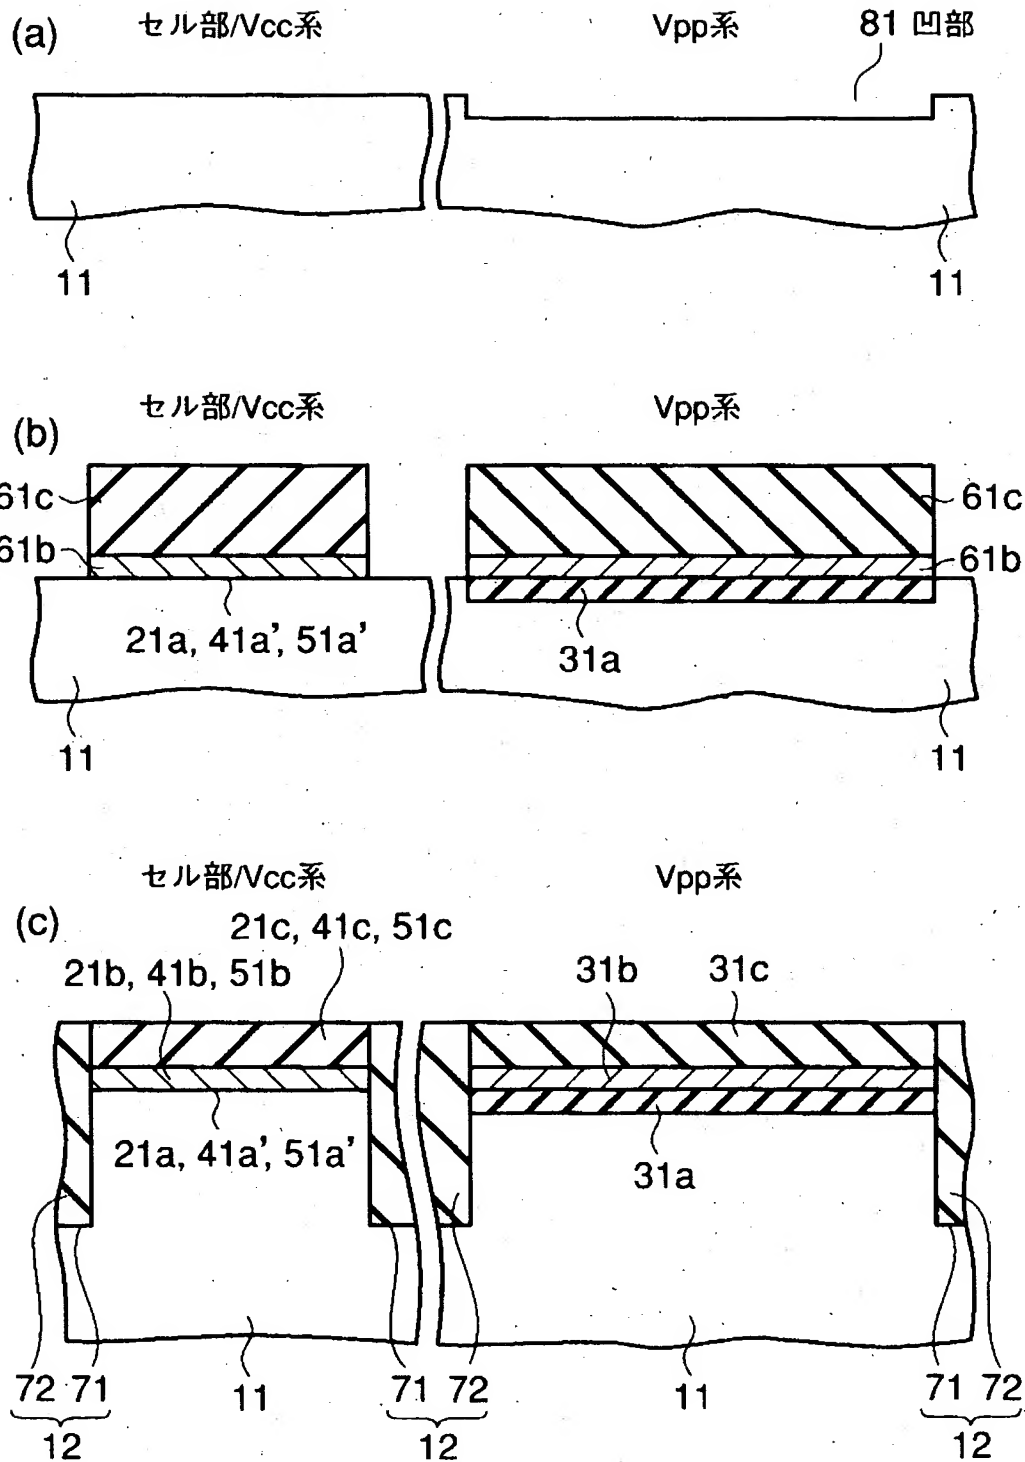 (a)
セル部/Vcc系
Vpp系
81 凹部
11
11
(b)
セル部/Vcc系
Vpp系
61c
61c
61b
61b
21a, 41a', 51a'
31a
11
11
(c)
セル部/Vcc系
Vpp系
21c, 41c, 51c
21b, 41b, 51b
31b
31c
21a, 41a', 51a'
31a
72 71
11
71 72
11
71 72
12
12
12